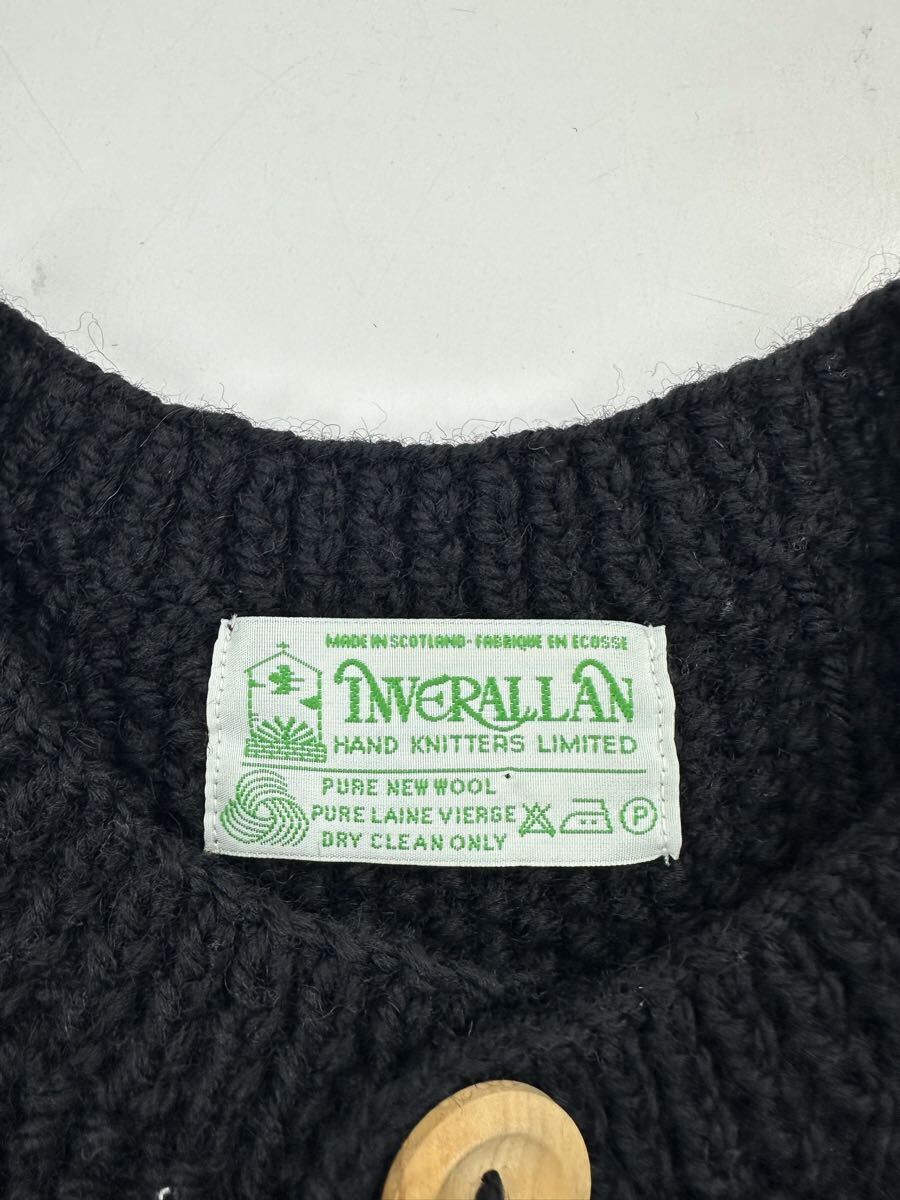 MADE IN SCOTLAND - FABRIQUE EN ECOSSE
INVERALLAN
HAND KNITTERS LIMITED
PURE NEW WOOL
PURE LAINE VIERGE
DRY CLEAN ONLY
P